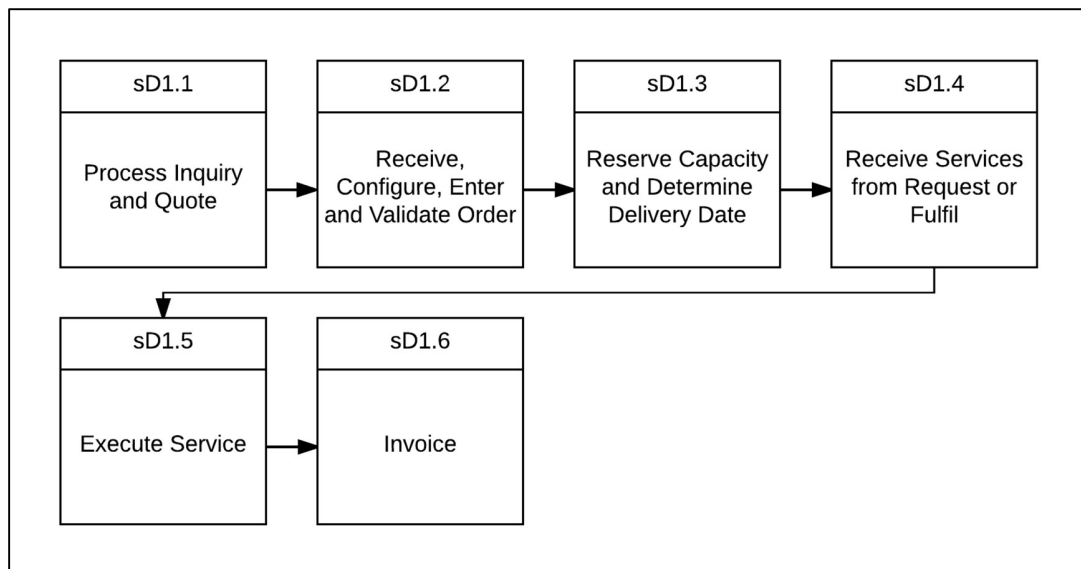 sD1.1
Process Inquiry
and Quote
sD1.2
Receive,
Configure, Enter
and Validate Order
sD1.3
Reserve Capacity
and Determine
Delivery Date
sD1.4
Receive Services
from Request or
Fulfil
sD1.5
Execute Service
sD1.6
Invoice